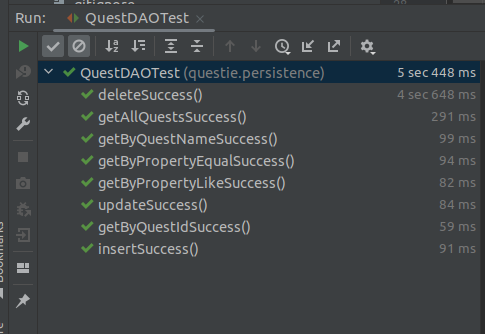 .gitignore
Run: QuestDAOTest ×
QuestDAOTest (questie.persistence) 5 sec 448 ms
deleteSuccess() 4 sec 648 ms
getAllQuestsSuccess() 291 ms
getByQuestNameSuccess() 99 ms
getByPropertyEqualSuccess() 94 ms
getByPropertyLikeSuccess() 82 ms
updateSuccess() 84 ms
getByQuestIdSuccess() 59 ms
insertSuccess() 91 ms